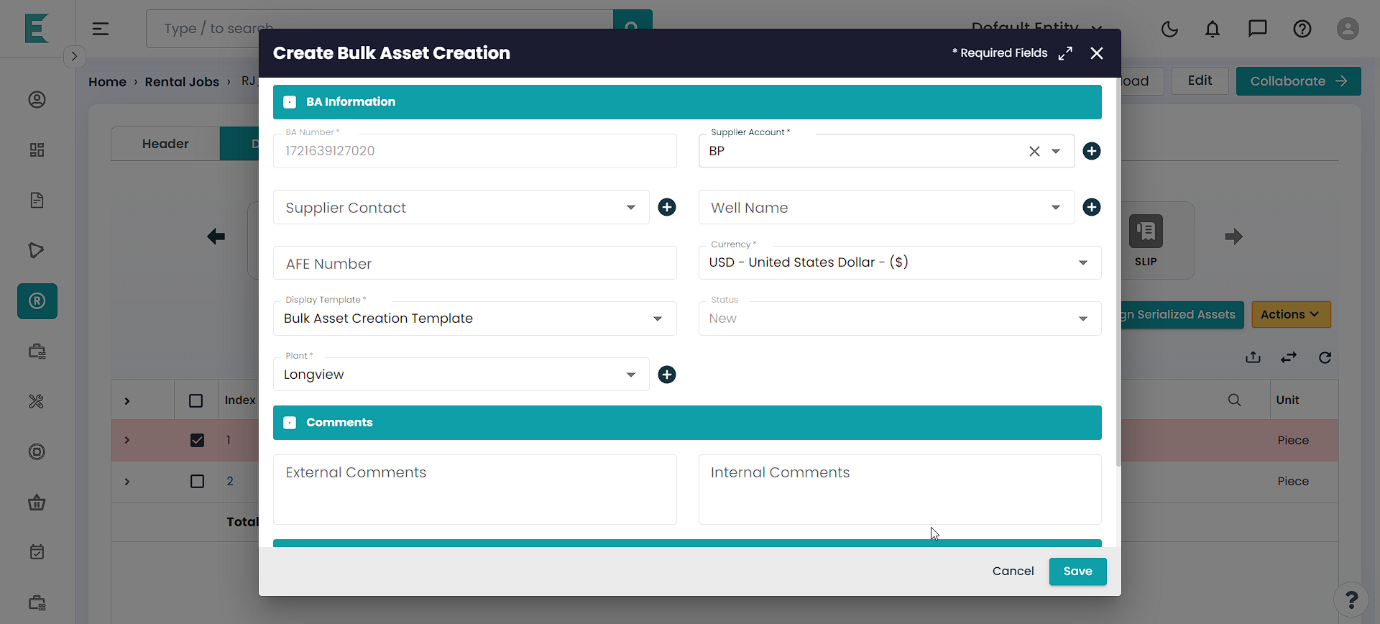 Type / to search
Default Entity
Create Bulk Asset Creation
* Required Fields
Home › Rental Jobs ›
Edit
Collaborate
Header
BA Information
BA Number *
1721639127020
Supplier Account *
BP
Supplier Contact
Well Name
AFE Number
Currency *
USD - United States Dollar - ($)
SLIP
Display Template *
Bulk Asset Creation Template
Status
New
Serialized Assets
Actions
Plant *
Longview
Index
Unit
Comments
1
Piece
External Comments
Internal Comments
2
Piece
Total
Cancel
Save
?